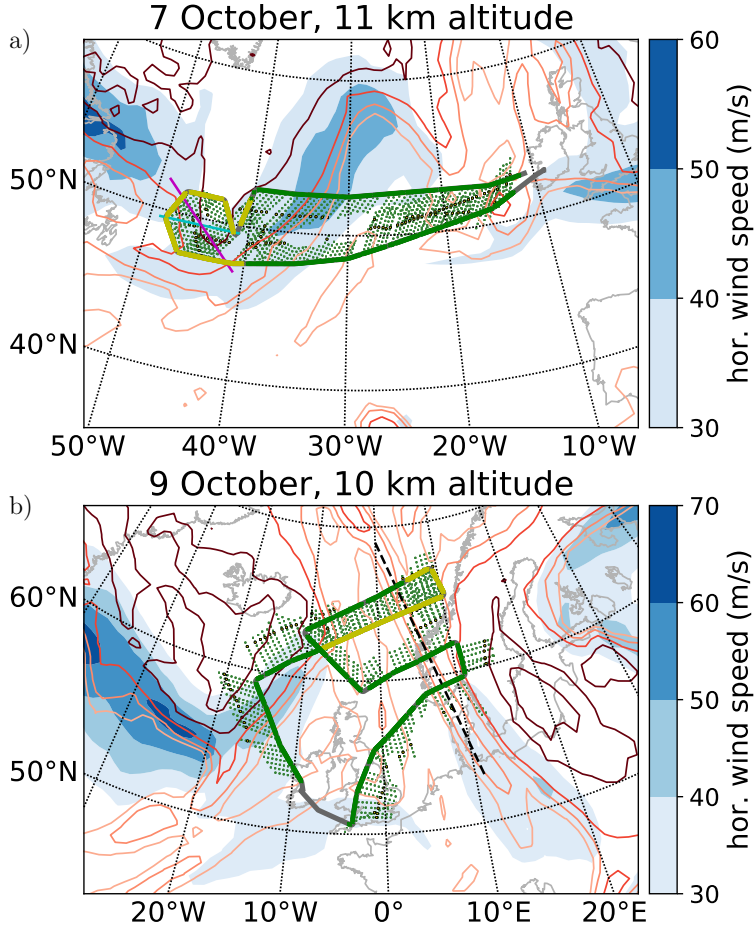 7 October, 11 km altitude
a)
60
50
40
30
hor. wind speed (m/s)
50°N
40°N
50°W 40°W 30°W 20°W 10°W
9 October, 10 km altitude
b)
70
60
50
40
30
hor. wind speed (m/s)
60°N
50°N
20°W 10°W 0° 10°E 20°E